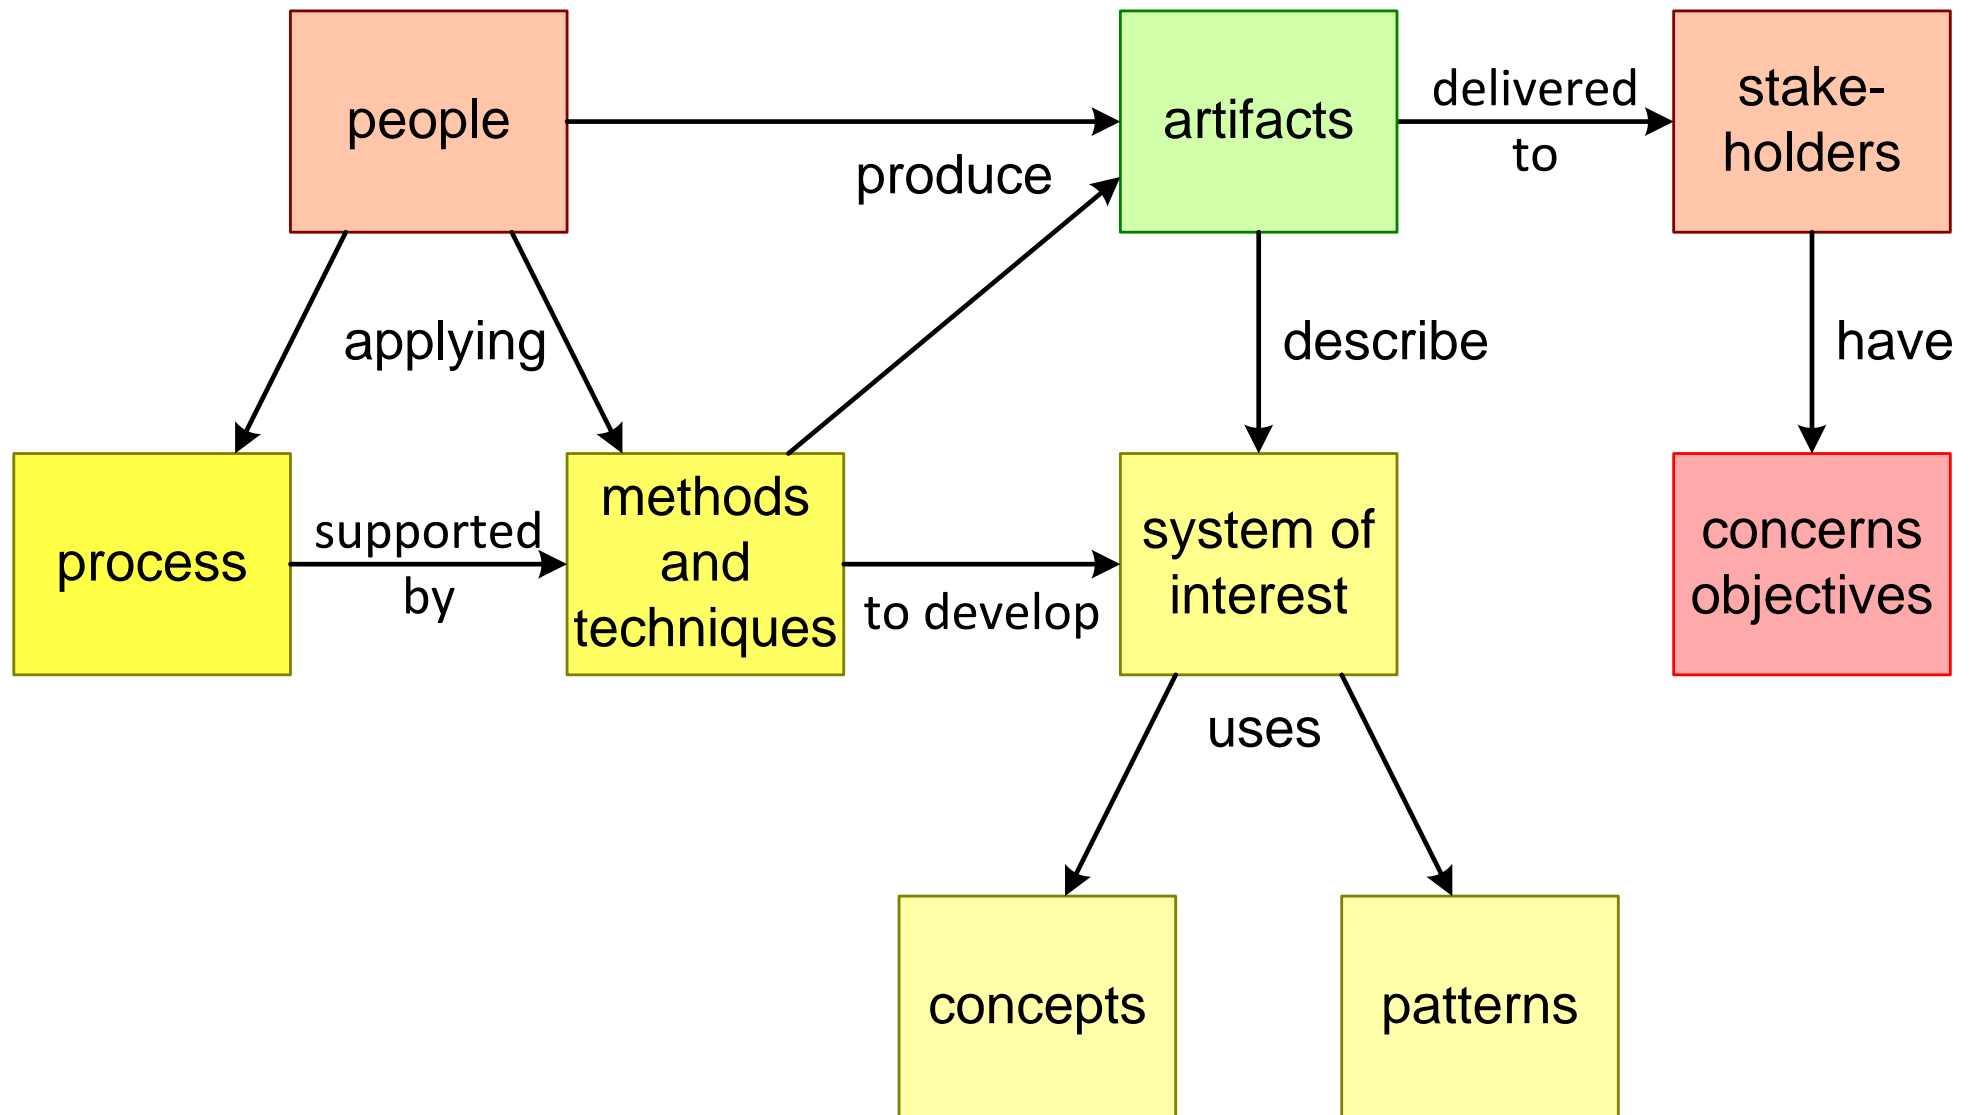 people
artifacts
delivered
to
stake-
holders
produce
applying
describe
have
process
supported
by
methods
and
techniques
to develop
system of
interest
concerns
objectives
uses
concepts
patterns